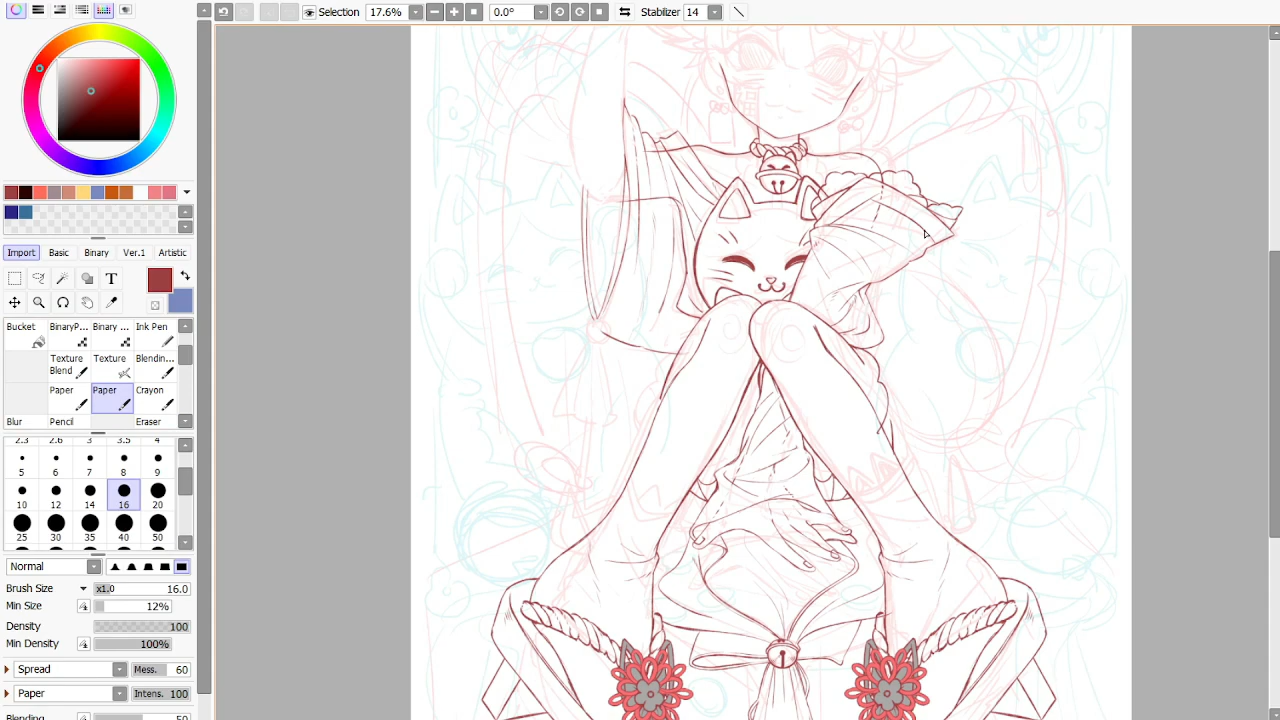 Selection 17.6% 0.0° Stabilizer 14
Import Basic Binary Ver.1 Artistic
T
Bucket BinaryP... Binary ... Ink Pen
Texture Blend Texture Blendin...
Paper Paper Crayon
Blur Pencil Eraser
2.3 2.6 3 3.5 4
5 6 7 8 9
10 12 14 16 20
25 30 35 40 50
Normal
Brush Size x1.0 16.0
Min Size 12%
Density 100
Min Density 100%
Spread Mess. 60
Paper Intens. 100
Blending 50